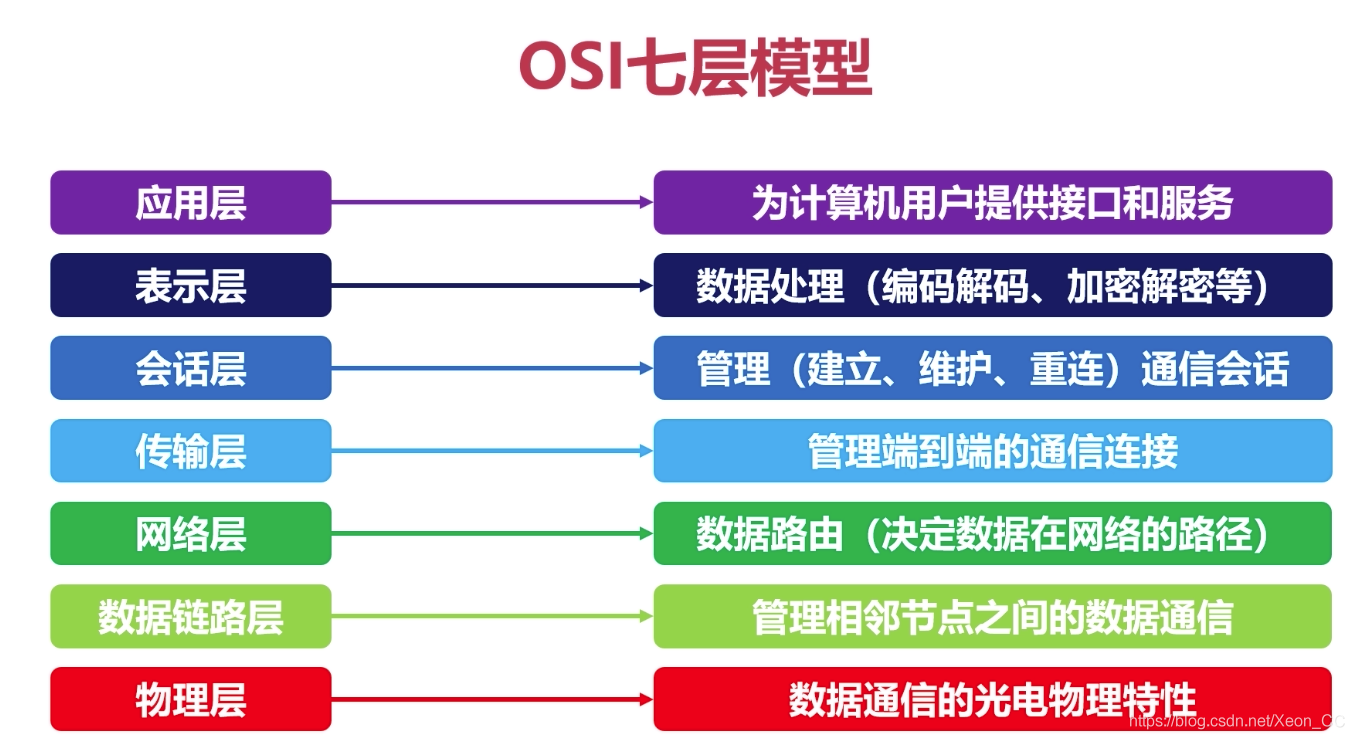 OSI七层模型
应用层
为计算机用户提供接口和服务
表示层
数据处理（编码解码、加密解密等）
会话层
管理（建立、维护、重连）通信会话
传输层
管理端到端的通信连接
网络层
数据路由（决定数据在网络的路径）
数据链路层
管理相邻节点之间的数据通信
物理层
数据通信的光电物理特性
https://blog.csdn.net/Xeon_CC